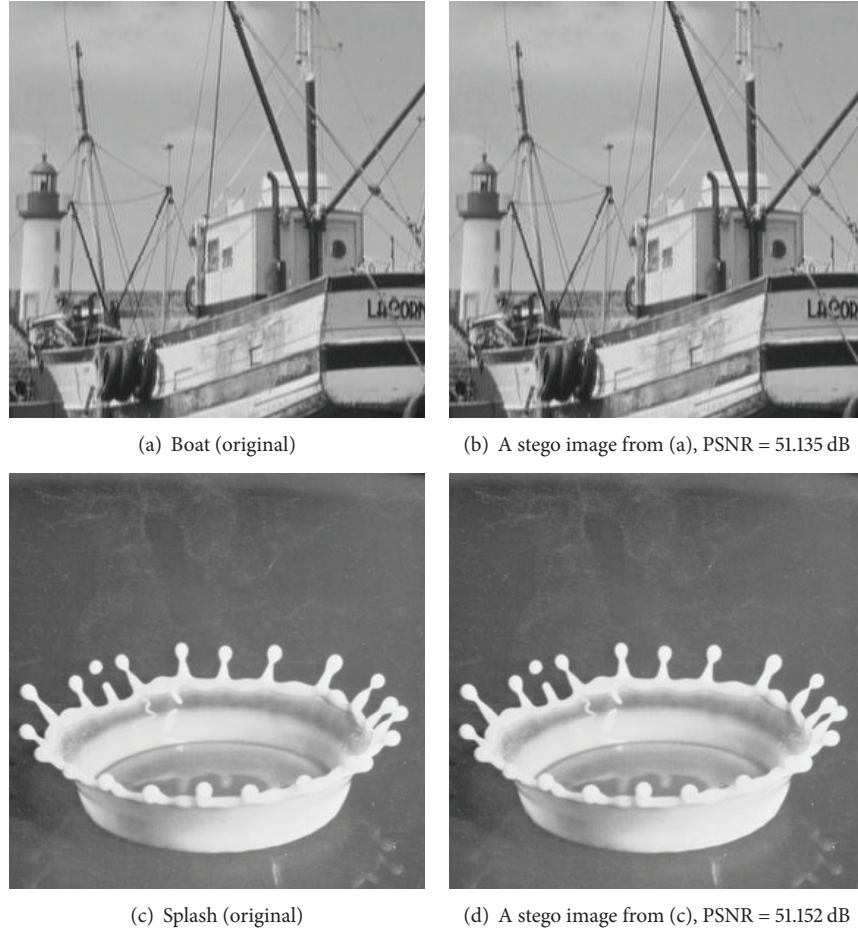 LACORN
LACORN
(a) Boat (original)
(b) A stego image from (a), PSNR = 51.135 dB
(c) Splash (original)
(d) A stego image from (c), PSNR = 51.152 dB